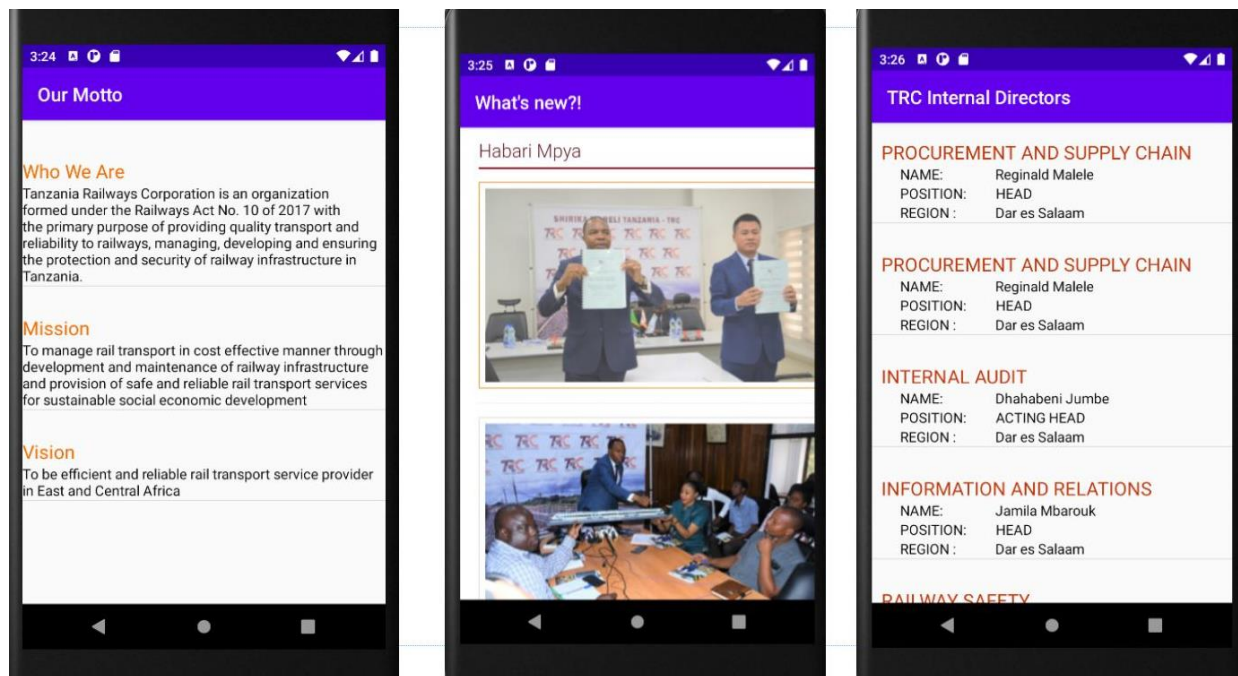 3:24
Our Motto
Who We Are
Tanzania Railways Corporation is an organization
formed under the Railways Act No. 10 of 2017 with
the primary purpose of providing quality transport and
reliability to railways, managing, developing and ensuring
the protection and security of railway infrastructure in
Tanzania.
Mission
To manage rail transport in cost effective manner through
development and maintenance of railway infrastructure
and provision of safe and reliable rail transport services
for sustainable social economic development
Vision
To be efficient and reliable rail transport service provider
in East and Central Africa
3:25
What's new?!
Habari Mpya
SHIRIKA RELI TANZANIA - TRC
TRC TRC TRC
TRC TRC TRC
3:26
TRC Internal Directors
PROCUREMENT AND SUPPLY CHAIN
NAME: Reginald Malele
POSITION: HEAD
REGION : Dar es Salaam
PROCUREMENT AND SUPPLY CHAIN
NAME: Reginald Malele
POSITION: HEAD
REGION : Dar es Salaam
INTERNAL AUDIT
NAME: Dhahabeni Jumbe
POSITION: ACTING HEAD
REGION : Dar es Salaam
INFORMATION AND RELATIONS
NAME: Jamila Mbarouk
POSITION: HEAD
REGION : Dar es Salaam
RAILWAY SAFETY